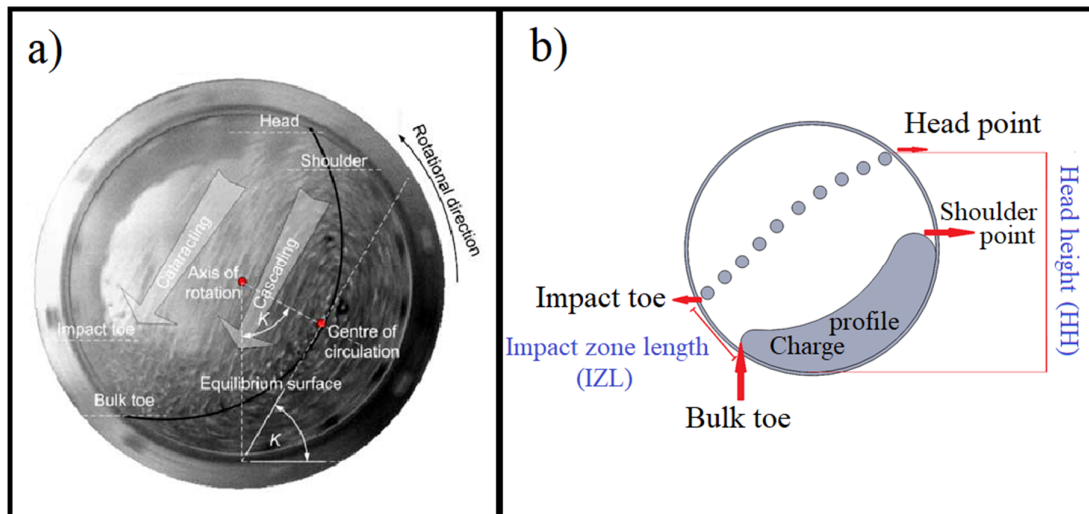 a)
Head
Shoulder
Rotational direction
Cataracting
Cascading
Axis of
rotation
K
Centre of
circulation
Impact toe
Equilibrium surface
Bulk toe
K
b)
Head point
Shoulder
point
Head height (HH)
Impact toe
profile
Charge
Impact zone length
(IZL)
Bulk toe